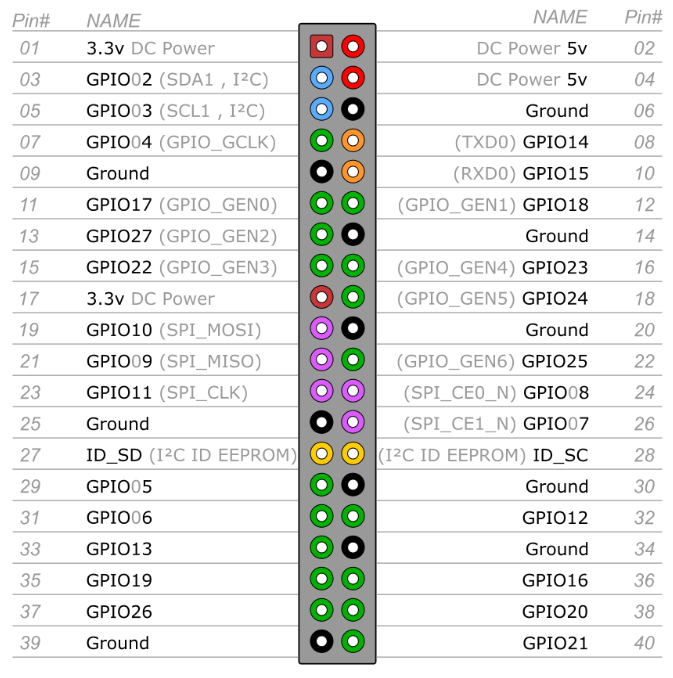 Pin# NAME NAME Pin#
01 3.3v DC Power DC Power 5v 02
03 GPIO02 (SDA1 , I²C) DC Power 5v 04
05 GPIO03 (SCL1 , I²C) Ground 06
07 GPIO04 (GPIO_GCLK) (TXD0) GPIO14 08
09 Ground (RXD0) GPIO15 10
11 GPIO17 (GPIO_GEN0) (GPIO_GEN1) GPIO18 12
13 GPIO27 (GPIO_GEN2) Ground 14
15 GPIO22 (GPIO_GEN3) (GPIO_GEN4) GPIO23 16
17 3.3v DC Power (GPIO_GEN5) GPIO24 18
19 GPIO10 (SPI_MOSI) Ground 20
21 GPIO09 (SPI_MISO) (GPIO_GEN6) GPIO25 22
23 GPIO11 (SPI_CLK) (SPI_CE0_N) GPIO08 24
25 Ground (SPI_CE1_N) GPIO07 26
27 ID_SD (I²C ID EEPROM) (I²C ID EEPROM) ID_SC 28
29 GPIO05 Ground 30
31 GPIO06 GPIO12 32
33 GPIO13 Ground 34
35 GPIO19 GPIO16 36
37 GPIO26 GPIO20 38
39 Ground GPIO21 40